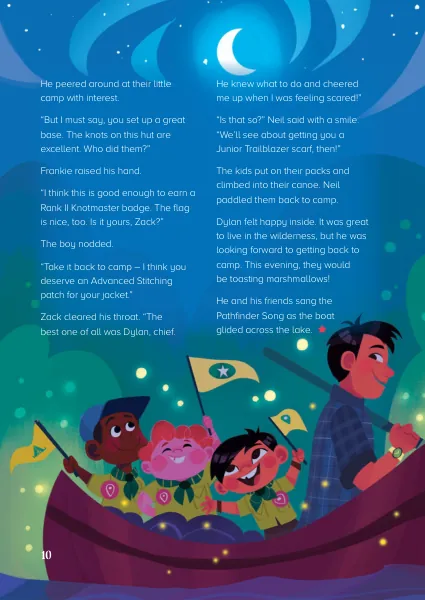 He peered around at their little
camp with interest.
“But I must say, you set up a great
base. The knots on this hut are
excellent. Who did them?”
Frankie raised his hand.
“I think this is good enough to earn a
Rank II Knotmaster badge. The flag
is nice, too. Is it yours, Zack?”
The boy nodded.
“Take it back to camp – I think you
deserve an Advanced Stitching
patch for your jacket.”
Zack cleared his throat. “The
best one of all was Dylan, chief.
He knew what to do and cheered
me up when I was feeling scared!”
“Is that so?” Neil said with a smile.
“We’ll see about getting you a
Junior Trailblazer scarf, then!”
The kids put on their packs and
climbed into their canoe. Neil
paddled them back to camp.
Dylan felt happy inside. It was great
to live in the wilderness, but he was
looking forward to getting back to
camp. This evening, they would
be toasting marshmallows!
He and his friends sang the
Pathfinder Song as the boat
glided across the lake.
10